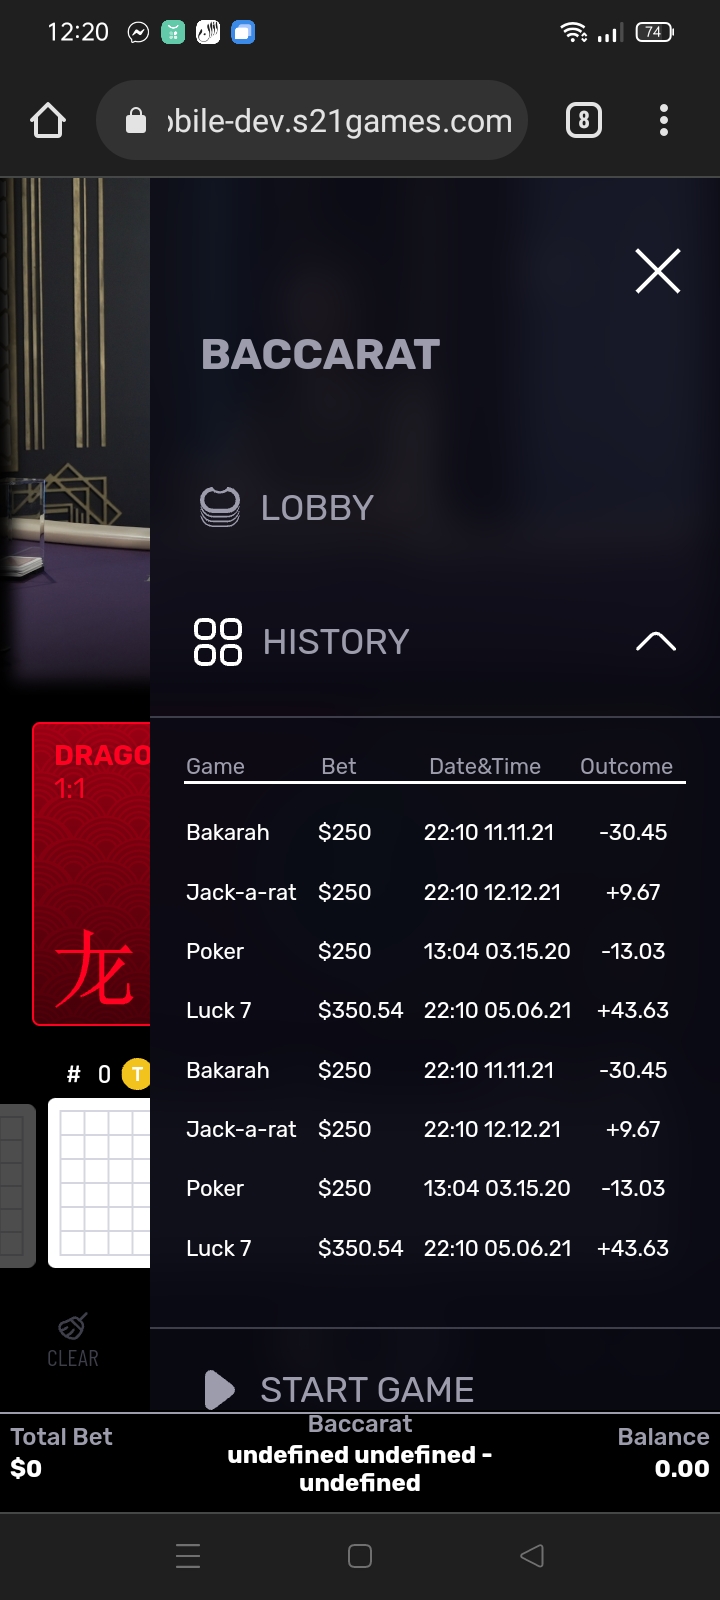 12:20
74
bile-dev.s21games.com
8
BACCARAT
LOBBY
HISTORY
Game Bet Date&Time Outcome
Bakarah $250 22:10 11.11.21 -30.45
Jack-a-rat $250 22:10 12.12.21 +9.67
Poker $250 13:04 03.15.20 -13.03
Luck 7 $350.54 22:10 05.06.21 +43.63
Bakarah $250 22:10 11.11.21 -30.45
Jack-a-rat $250 22:10 12.12.21 +9.67
Poker $250 13:04 03.15.20 -13.03
Luck 7 $350.54 22:10 05.06.21 +43.63
START GAME
DRAGO
1:1
龙
# 0 T
CLEAR
Total Bet
$0
Baccarat
undefined undefined -
undefined
Balance
0.00